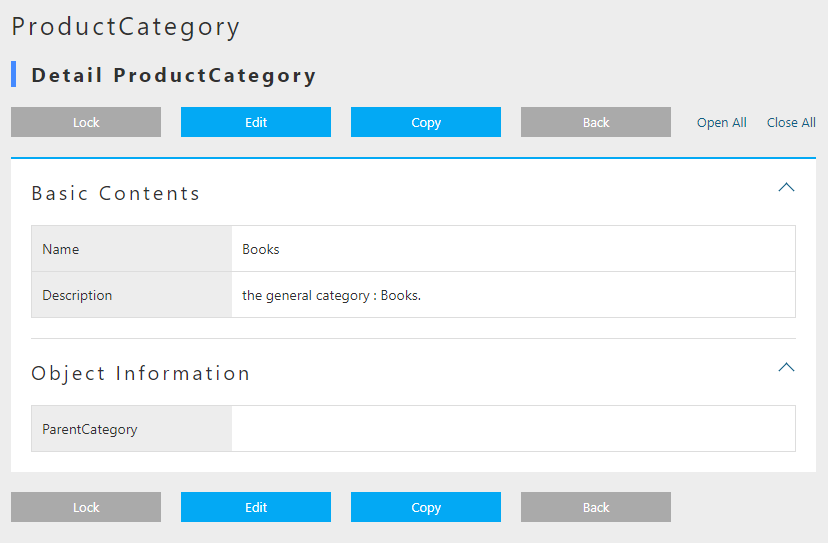 ProductCategory
Detail ProductCategory
Lock Edit Copy Back Open All Close All
Basic Contents
Name Books
Description the general category : Books.
Object Information
ParentCategory
Lock Edit Copy Back